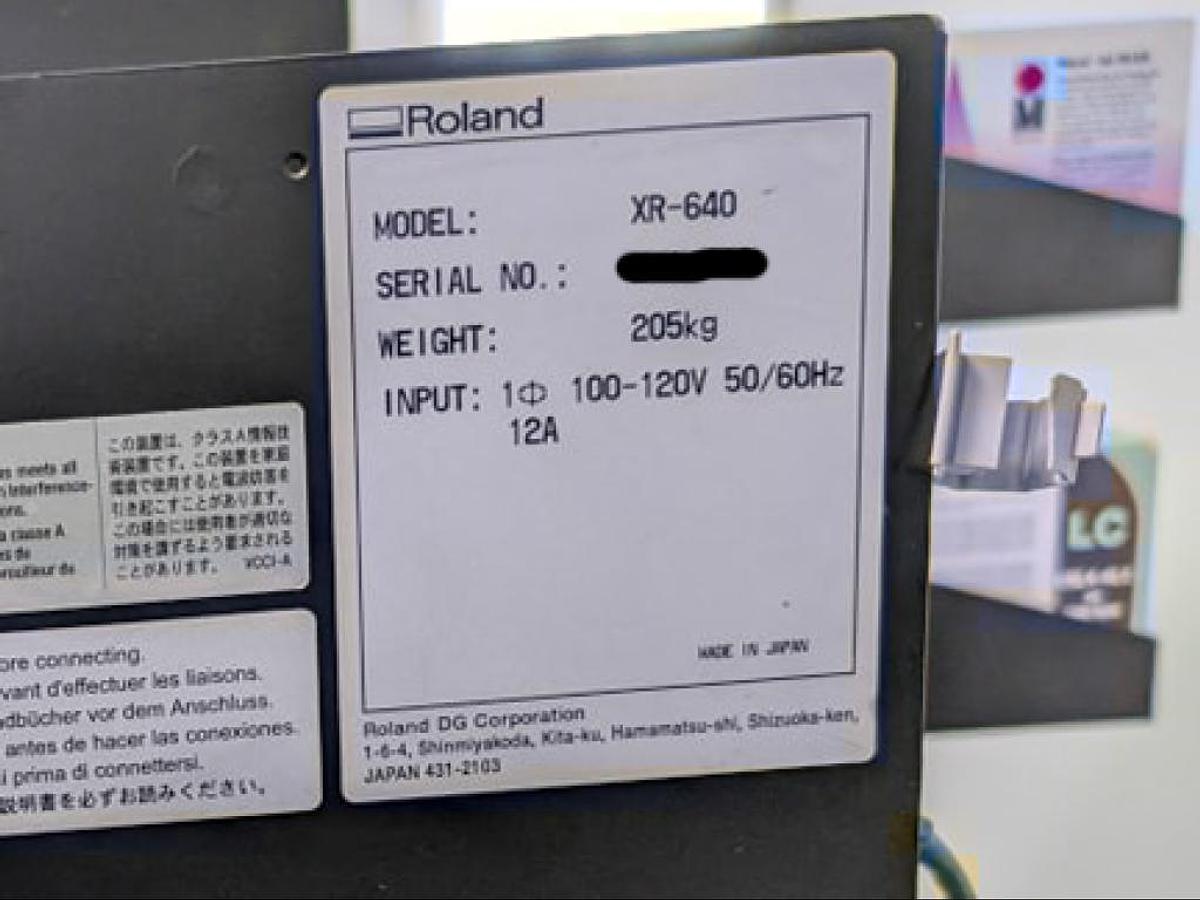 Roland
MODEL: XR-640
SERIAL NO.:
WEIGHT: 205kg
INPUT: 1Φ 100-120V 50/60Hz
12A
MADE IN JAPAN
Roland DG Corporation
1-6-4, Shinmiyakoda, Kita-ku, Hamamatsu-shi, Shizuoka-ken,
JAPAN 431-2103
meets all
Interference-
la classe A
de
この装置は、クラスA情報技
術装置です。この装置を家庭
環境で使用すると電波妨害を
引き起こすことがあります。
この場合には使用者が適切な
対策を講ずるよう要求される
ことがあります。 VCCI-A
ore connecting.
vant d'effectuer les liaisons.
dbücher vor dem Anschluss.
antes de hacer las conexiones.
i prima di connettersi.
説明書を必ずお読みください。
M
LC